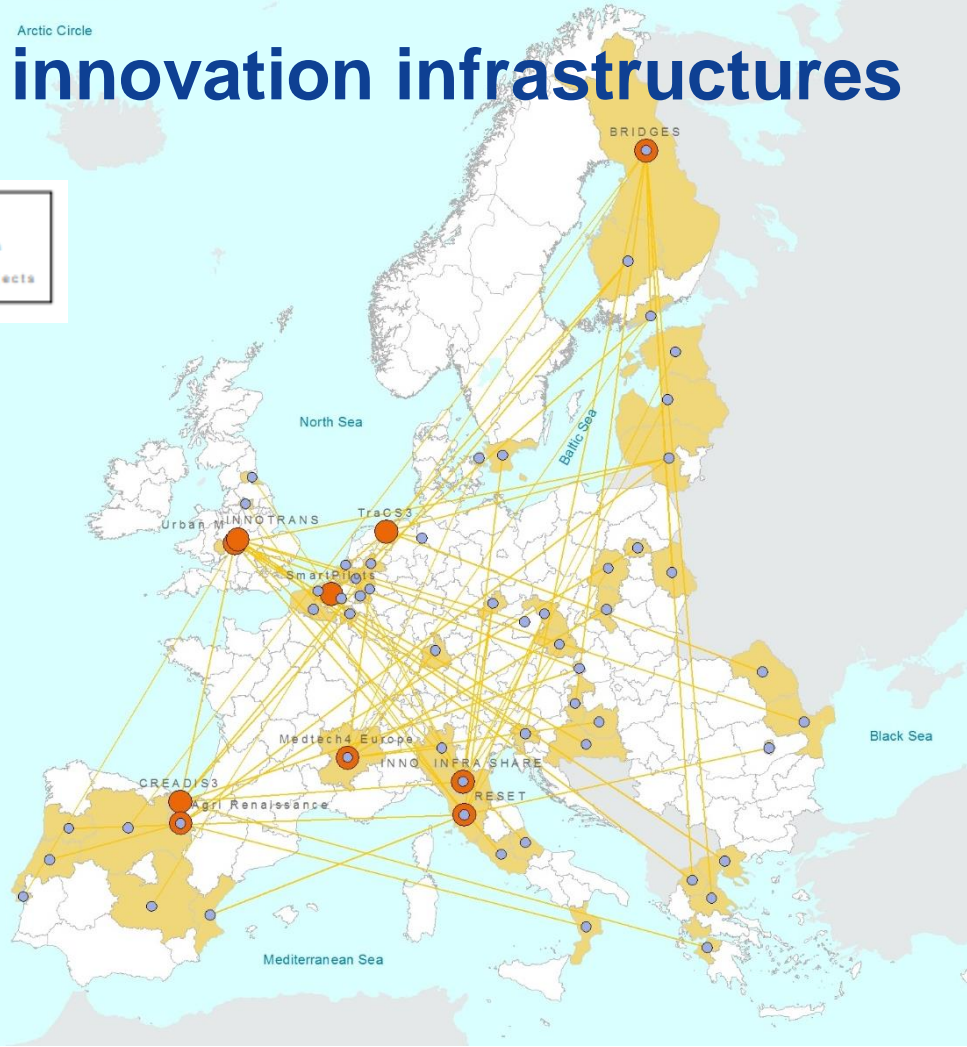 Arctic Circle
innovation infrastructures
BRIDGES
ects
North Sea
Baltic Sea
TraCS3
INNOTRANS
Urban M
SmartPilots
Black Sea
Medtech4 Europe
INNO INFRA SHARE
CREADIS3
RESET
Agri Renaissance
Mediterranean Sea